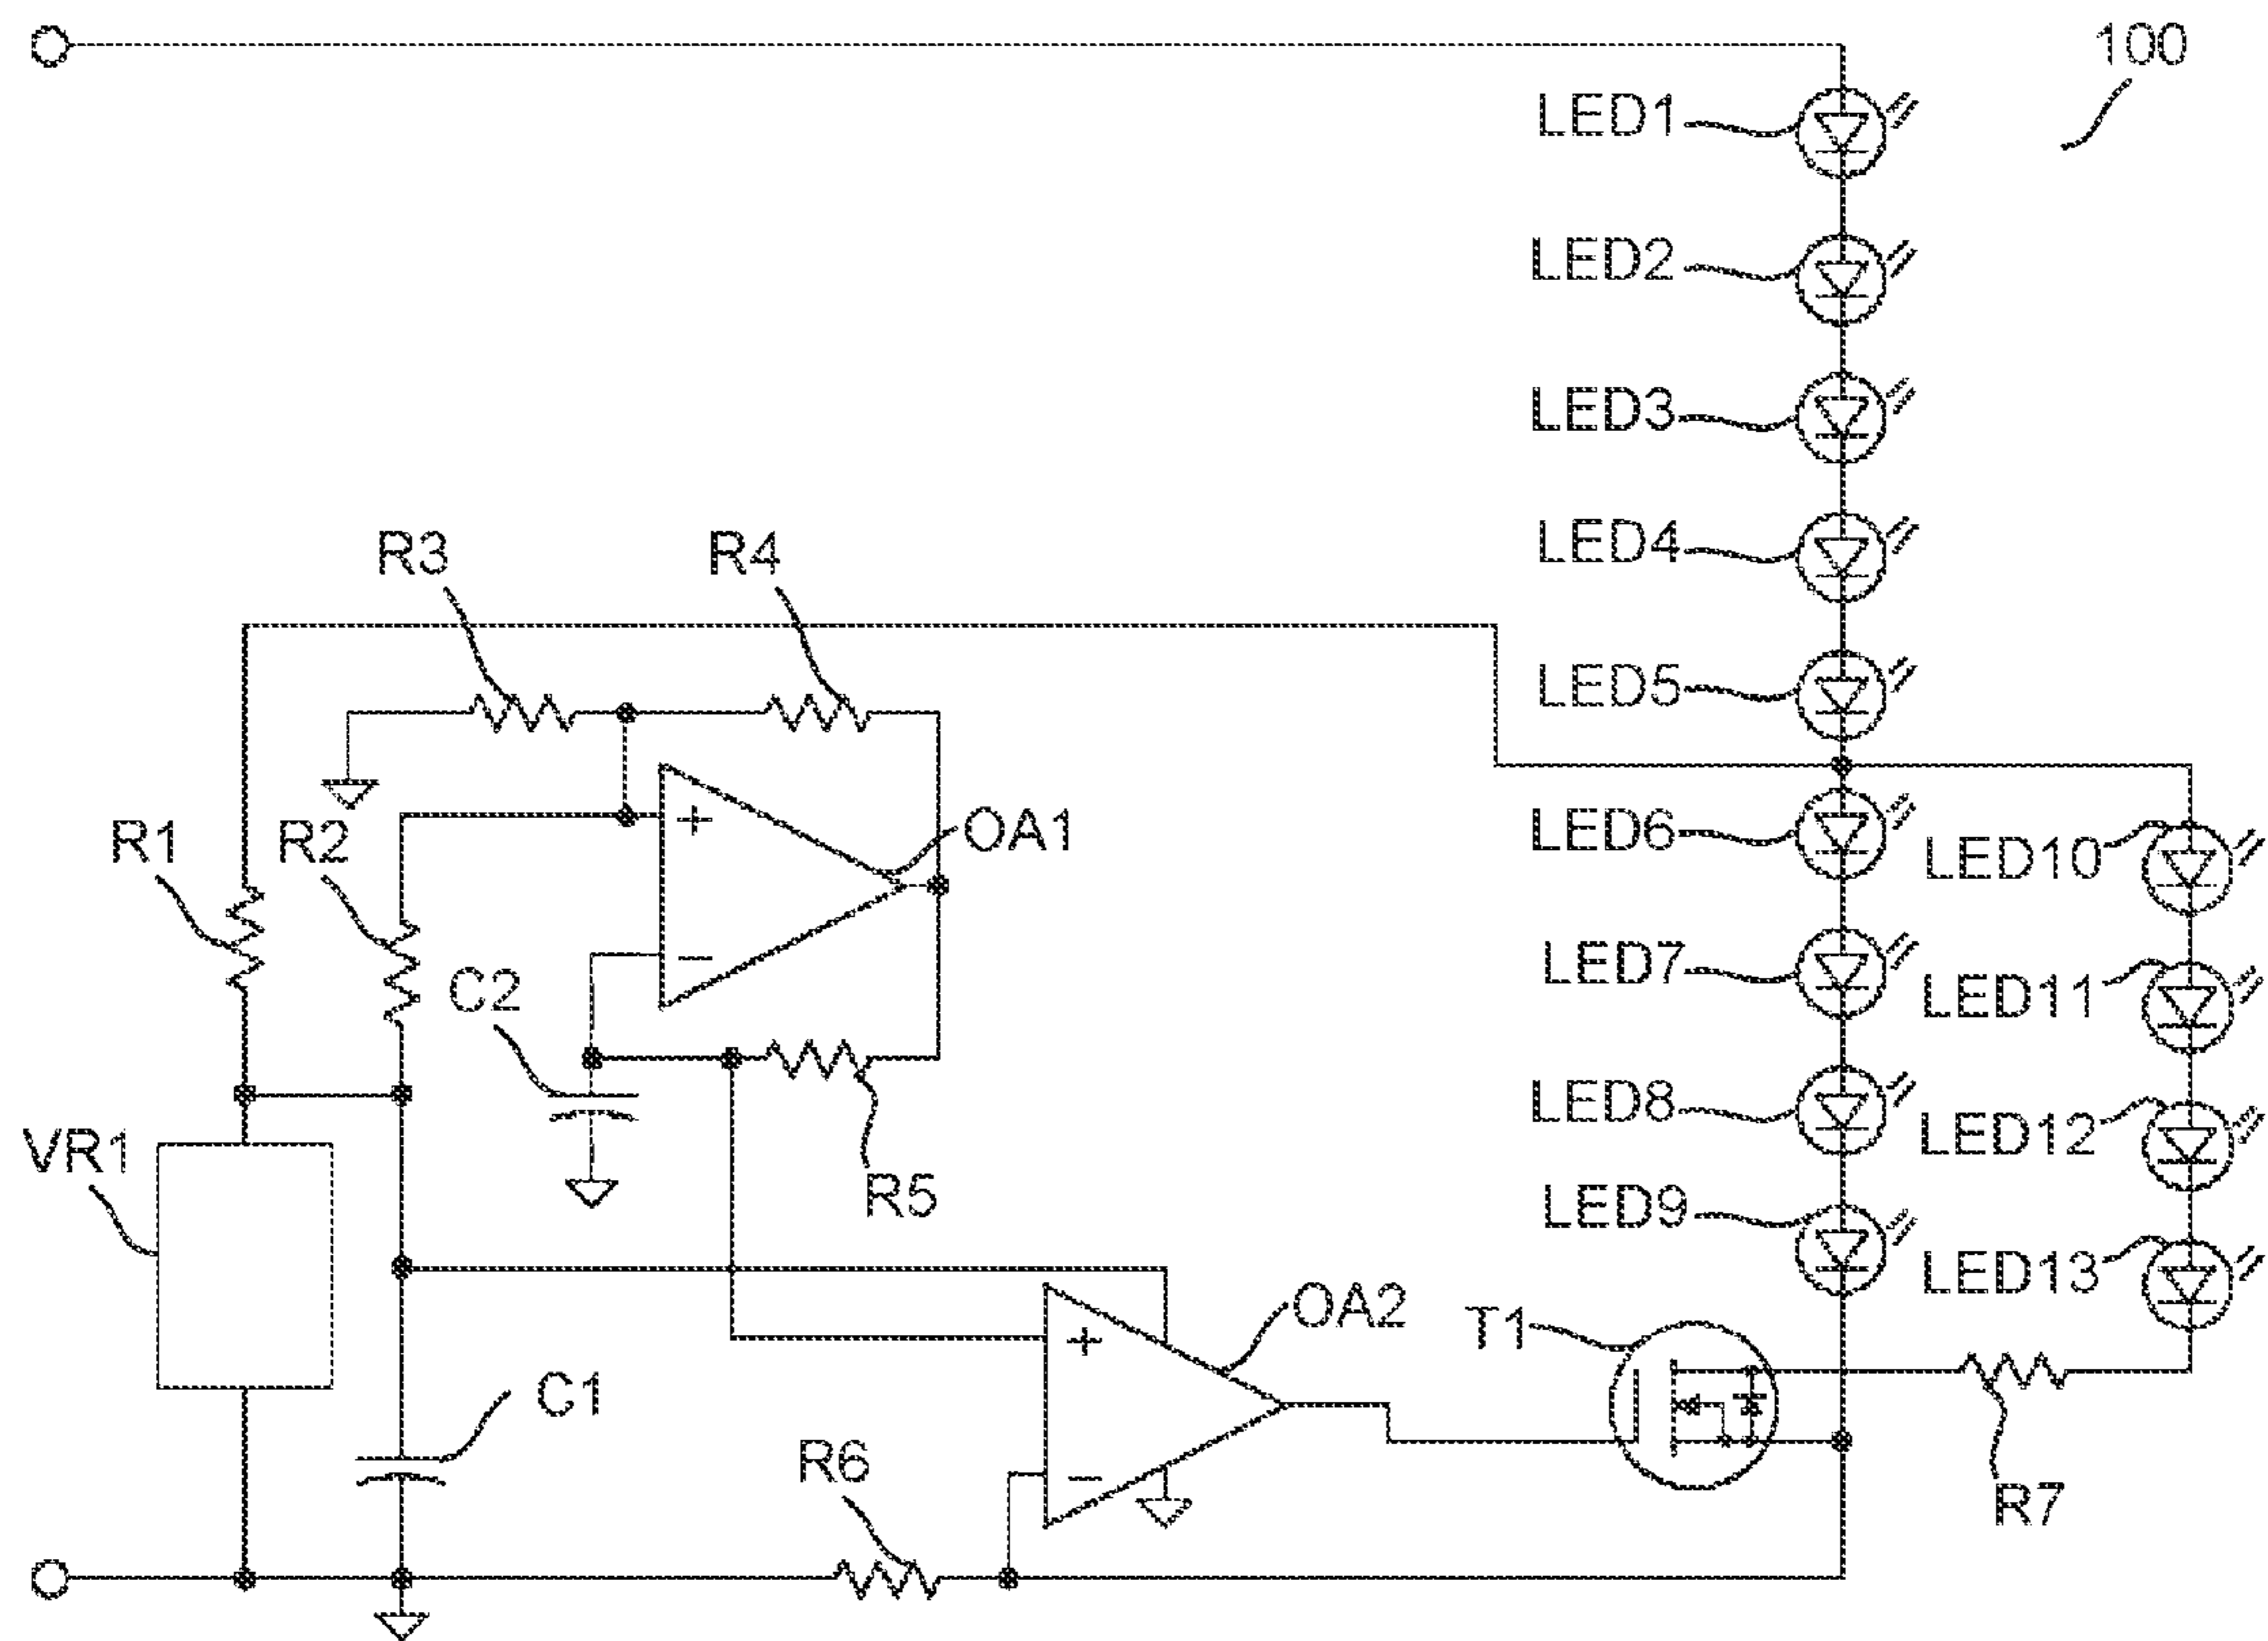 100
LED1
LED2
LED3
LED4
R3
R4
LED5
R1
R2
+
OA1
LED6
LED10
−
C2
LED7
LED11
VR1
R5
LED8
LED12
LED9
LED13
+
OA2
T1
C1
R6
−
R7